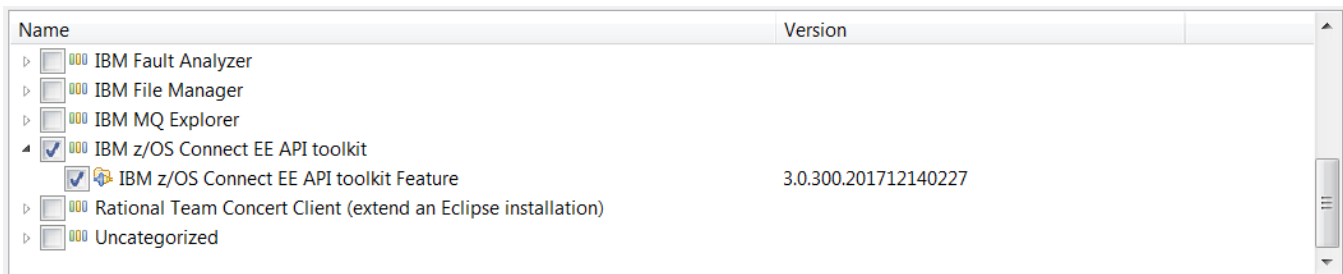 Name Version
IBM Fault Analyzer
IBM File Manager
IBM MQ Explorer
IBM z/OS Connect EE API toolkit
IBM z/OS Connect EE API toolkit Feature 3.0.300.201712140227
Rational Team Concert Client (extend an Eclipse installation)
Uncategorized